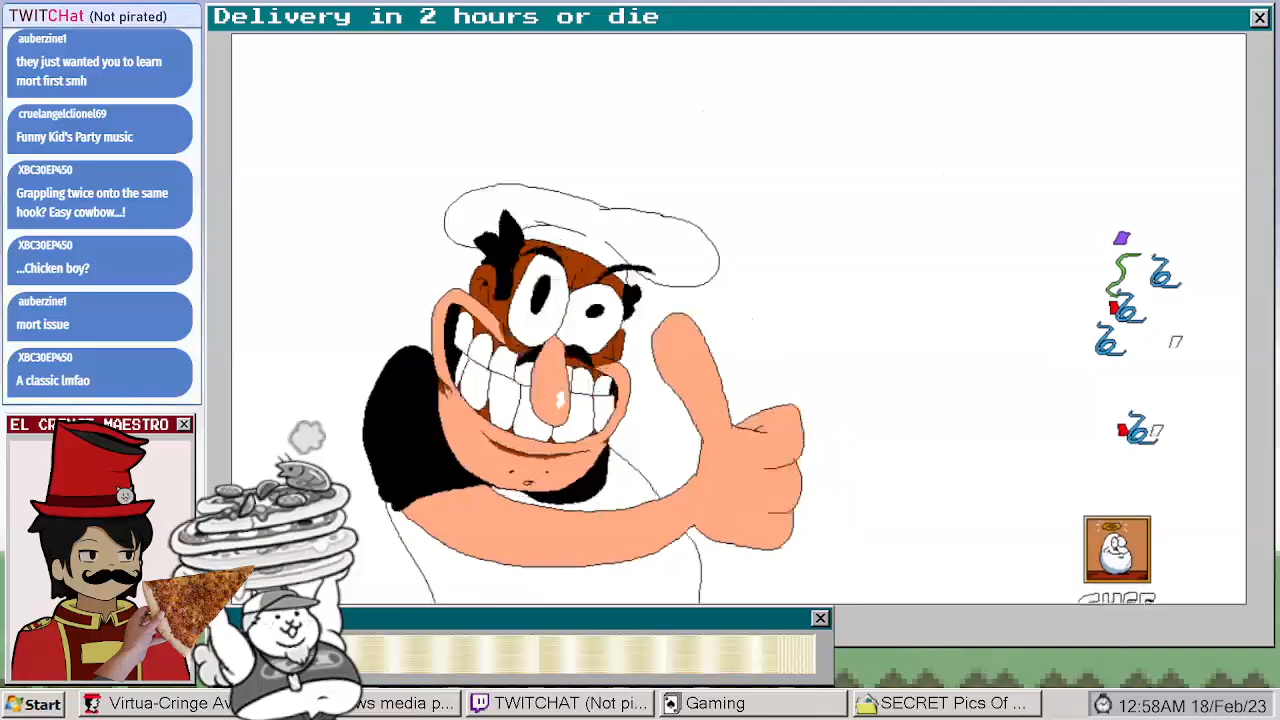 TWITCHat (Not pirated)
auberzine1
they just wanted you to learn
mort first smh
cruelangelclionel69
Funny Kid's Party music
XBC30EP450
Grappling twice onto the same
hook? Easy cowbow...!
XBC30EP450
...Chicken boy?
auberzine1
mort issue
XBC30EP450
A classic lmfao
Delivery in 2 hours or die
EL CRINGE MAESTRO
Start
Virtua-Cringe Av
ws media p...
TWITCHAT (Not pi...
Gaming
SECRET Pics Of ...
12:58AM 18/Feb/23